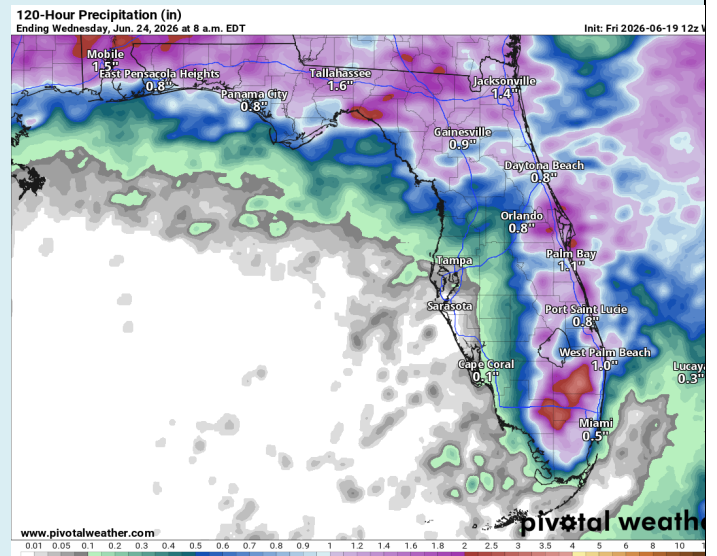 120-Hour Precipitation (in)
Ending Wednesday, Jun. 24, 2026 at 8 a.m. EDT
Init: Fri 2026-06-19 12z W
Mobile
1.5"
East Pensacola Heights
0.8"
Panama City
0.8"
Tallahassee
1.6"
Jacksonville
1.4"
Gainesville
0.9"
Daytona Beach
0.8"
Orlando
0.8"
Palm Bay
1.1"
Tampa
Sarasota
Port Saint Lucie
0.8"
West Palm Beach
1.0"
Cape Coral
0.1"
Lucay
0.3"
Miami
0.5"
www.pivotalweather.com
pivotal weathe
0.01 0.05 0.1 0.2 0.3 0.4 0.5 0.6 0.7 0.8 0.9 1 1.2 1.4 1.6 1.8 2 2.5 3 3.5 4 5 6 8 10